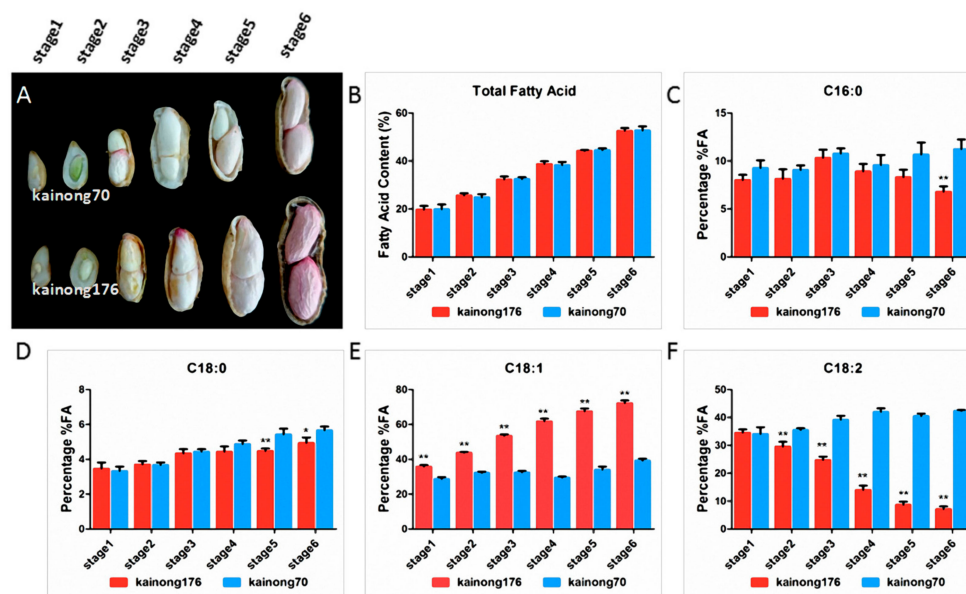 stage1 stage2 stage3 stage4 stage5 stage6
A
kainong70
kainong176
B
Total Fatty Acid
Fatty Acid Content (%)
60
40
20
0
stage1 stage2 stage3 stage4 stage5 stage6
kainong176 kainong70
C
C16:0
Percentage %FA
15
10
5
0
**
stage1 stage2 stage3 stage4 stage5 stage6
kainong176 kainong70
D
C18:0
Percentage %FA
8
6
4
2
0
** *
stage1 stage2 stage3 stage4 stage5 stage6
kainong176 kainong70
E
C18:1
Percentage %FA
80
60
40
20
0
** ** ** ** ** **
stage1 stage2 stage3 stage4 stage5 stage6
kainong176 kainong70
F
C18:2
Percentage %FA
50
40
30
20
10
0
** ** ** ** **
stage1 stage2 stage3 stage4 stage5 stage6
kainong176 kainong70